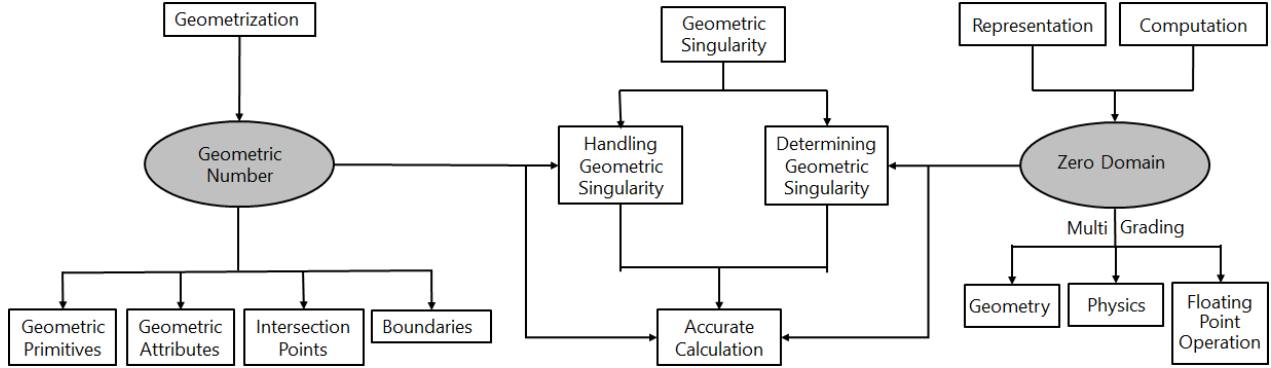 Geometrization
Geometric
Singularity
Representation
Computation
Geometric
Number
Handling
Geometric
Singularity
Determining
Geometric
Singularity
Zero Domain
Multi Grading
Geometric
Primitives
Geometric
Attributes
Intersection
Points
Boundaries
Accurate
Calculation
Geometry
Physics
Floating
Point
Operation